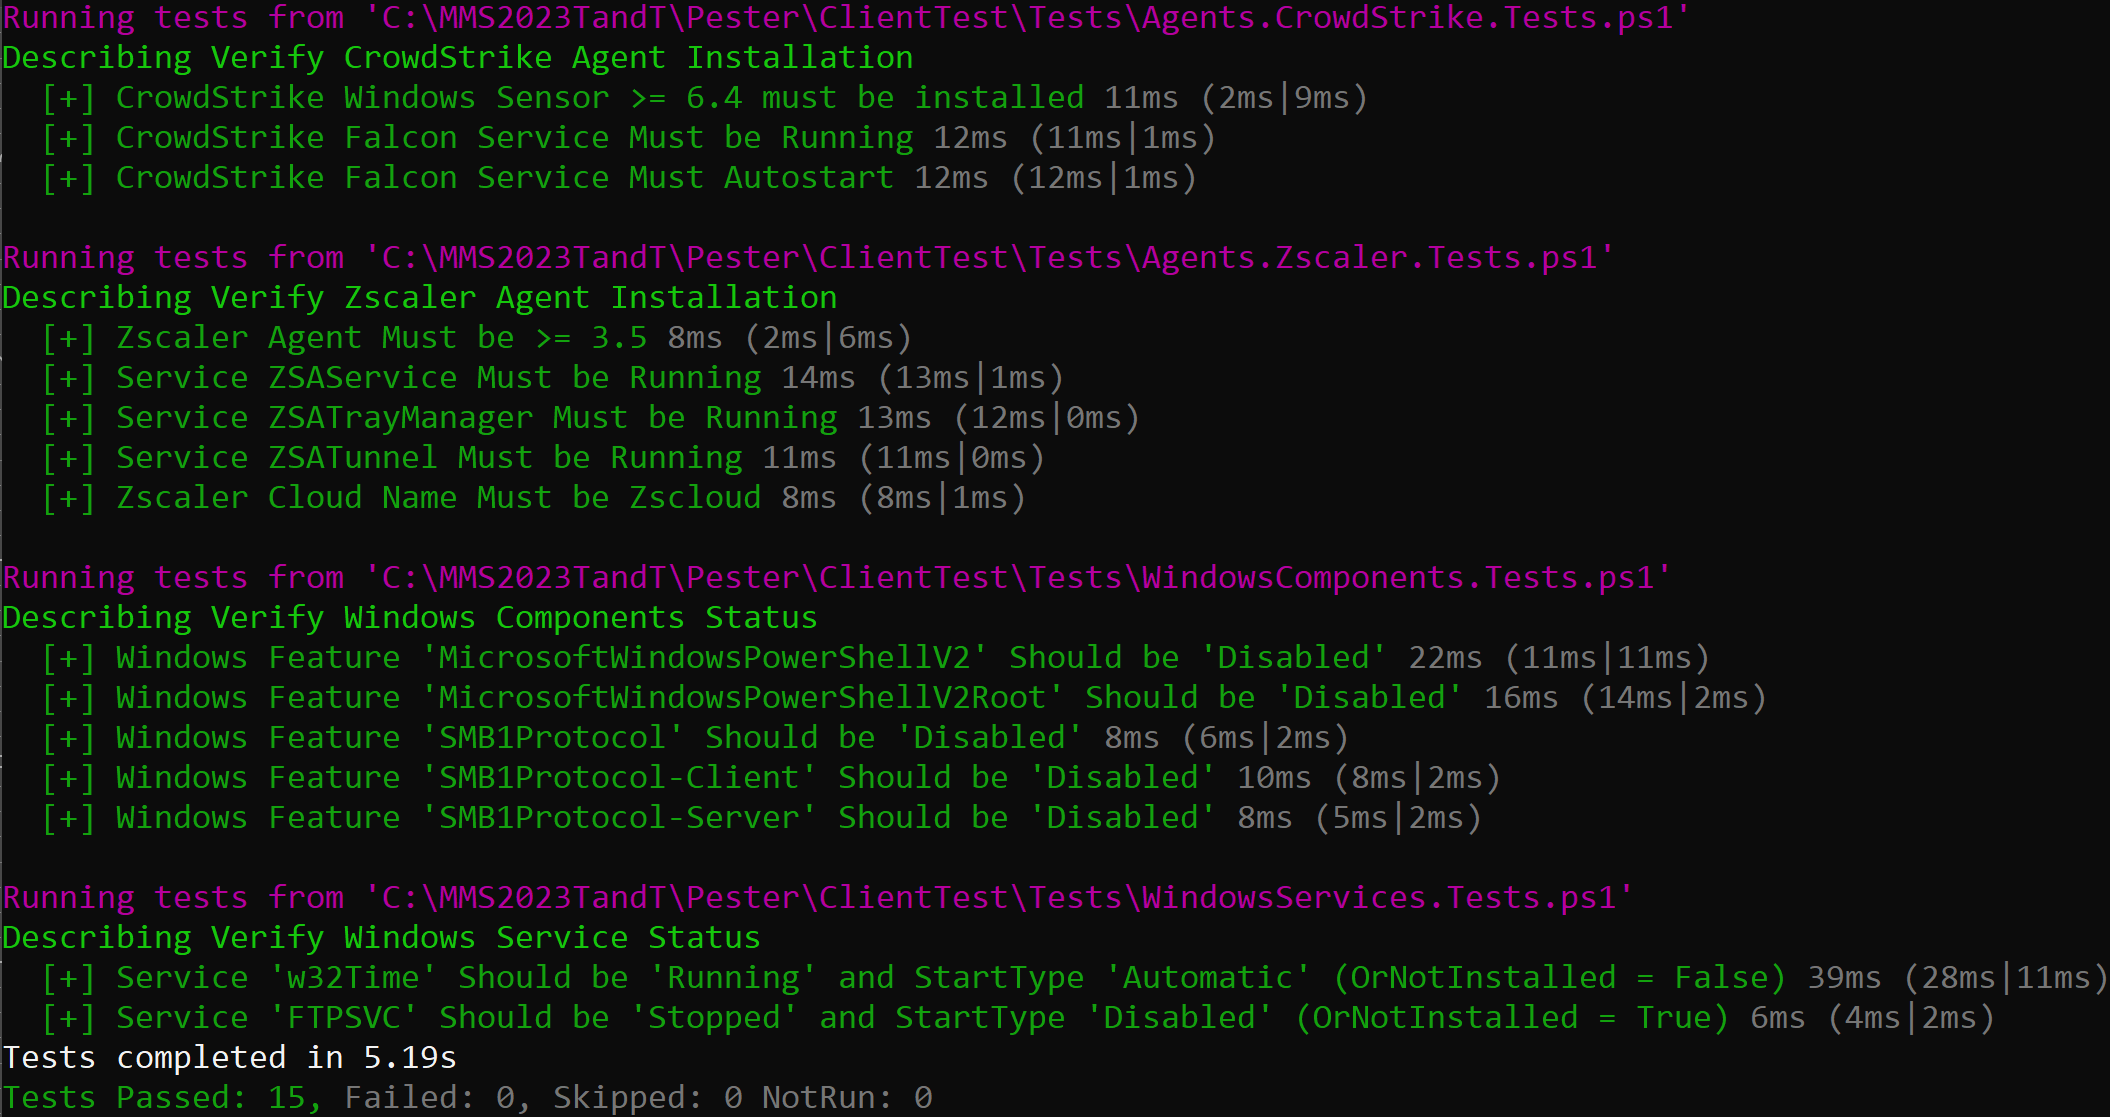 Running tests from 'C:\MMS2023TandT\Pester\ClientTest\Tests\Agents.CrowdStrike.Tests.ps1'
Describing Verify CrowdStrike Agent Installation
  [+] CrowdStrike Windows Sensor >= 6.4 must be installed 11ms (2ms|9ms)
  [+] CrowdStrike Falcon Service Must be Running 12ms (11ms|1ms)
  [+] CrowdStrike Falcon Service Must Autostart 12ms (12ms|1ms)

Running tests from 'C:\MMS2023TandT\Pester\ClientTest\Tests\Agents.Zscaler.Tests.ps1'
Describing Verify Zscaler Agent Installation
  [+] Zscaler Agent Must be >= 3.5 8ms (2ms|6ms)
  [+] Service ZSAService Must be Running 14ms (13ms|1ms)
  [+] Service ZSATrayManager Must be Running 13ms (12ms|0ms)
  [+] Service ZSATunnel Must be Running 11ms (11ms|0ms)
  [+] Zscaler Cloud Name Must be Zscloud 8ms (8ms|1ms)

Running tests from 'C:\MMS2023TandT\Pester\ClientTest\Tests\WindowsComponents.Tests.ps1'
Describing Verify Windows Components Status
  [+] Windows Feature 'MicrosoftWindowsPowerShellV2' Should be 'Disabled' 22ms (11ms|11ms)
  [+] Windows Feature 'MicrosoftWindowsPowerShellV2Root' Should be 'Disabled' 16ms (14ms|2ms)
  [+] Windows Feature 'SMB1Protocol' Should be 'Disabled' 8ms (6ms|2ms)
  [+] Windows Feature 'SMB1Protocol-Client' Should be 'Disabled' 10ms (8ms|2ms)
  [+] Windows Feature 'SMB1Protocol-Server' Should be 'Disabled' 8ms (5ms|2ms)

Running tests from 'C:\MMS2023TandT\Pester\ClientTest\Tests\WindowsServices.Tests.ps1'
Describing Verify Windows Service Status
  [+] Service 'w32Time' Should be 'Running' and StartType 'Automatic' (OrNotInstalled = False) 39ms (28ms|11ms)
  [+] Service 'FTPSVC' Should be 'Stopped' and StartType 'Disabled' (OrNotInstalled = True) 6ms (4ms|2ms)
Tests completed in 5.19s
Tests Passed: 15, Failed: 0, Skipped: 0 NotRun: 0